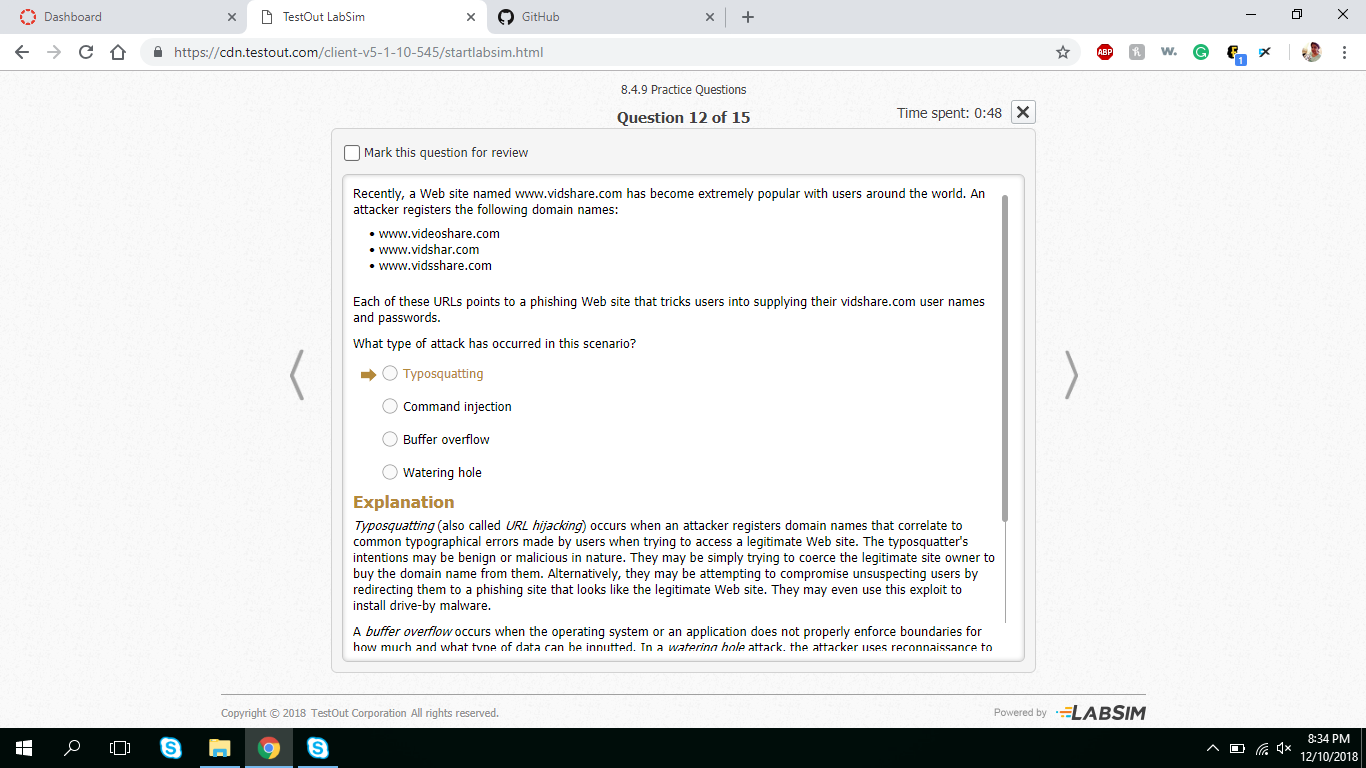 Dashboard
TestOut LabSim
GitHub
https://cdn.testout.com/client-v5-1-10-545/startlabsim.html
ABP
w.
1
8.4.9 Practice Questions
Question 12 of 15
Time spent: 0:48
Mark this question for review
Recently, a Web site named www.vidshare.com has become extremely popular with users around the world. An
attacker registers the following domain names:
• www.videoshare.com
• www.vidshar.com
• www.vidsshare.com
Each of these URLs points to a phishing Web site that tricks users into supplying their vidshare.com user names
and passwords.
What type of attack has occurred in this scenario?
Typosquatting
Command injection
Buffer overflow
Watering hole
Explanation
Typosquatting (also called URL hijacking) occurs when an attacker registers domain names that correlate to
common typographical errors made by users when trying to access a legitimate Web site. The typosquatter's
intentions may be benign or malicious in nature. They may be simply trying to coerce the legitimate site owner to
buy the domain name from them. Alternatively, they may be attempting to compromise unsuspecting users by
redirecting them to a phishing site that looks like the legitimate Web site. They may even use this exploit to
install drive-by malware.
A buffer overflow occurs when the operating system or an application does not properly enforce boundaries for
how much and what type of data can be inputted. In a watering hole attack, the attacker uses reconnaissance to
Copyright © 2018 TestOut Corporation All rights reserved.
Powered by LABSIM
8:34 PM
12/10/2018